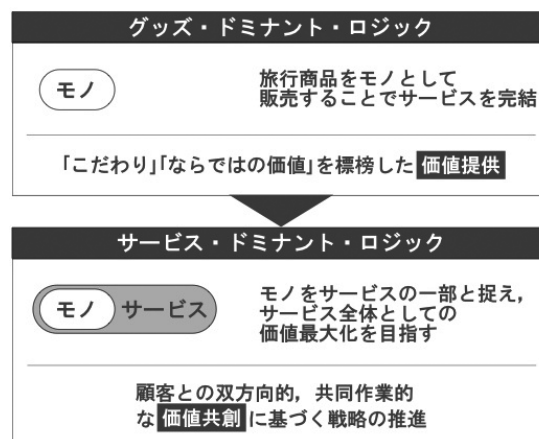 グッズ・ドミナント・ロジック
モノ
旅行商品をモノとして
販売することでサービスを完結
「こだわり」「ならではの価値」を標榜した 価値提供
サービス・ドミナント・ロジック
モノ サービス
モノをサービスの一部と捉え，
サービス全体としての
価値最大化を目指す
顧客との双方向的，共同作業的
な 価値共創 に基づく戦略の推進